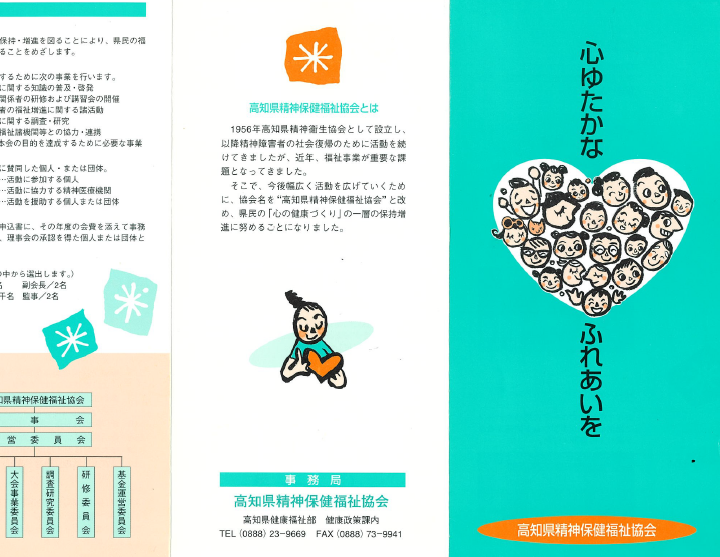 保持・増進を図ることにより、県民の福
ることをめざします。
するために次の事業を行います。
に関する知識の普及・啓発
関係者の研修および講習会の開催
者の福祉増進に関する諸活動
に関する調査・研究
福祉諸機関等との協力・連携
本会の目的を達成するために必要な事業
に賛同した個人・または団体。
…活動に参加する個人
…活動に協力する精神医療機関
…活動を援助する個人または団体
申込書に、その年度の会費を添えて事務
、理事会の承認を得た個人または団体と
の中から選出します。）
名　副会長／2名
干名　監事／2名
県精神保健福祉協会
事　会
営委員会
大会事業委員会
調査研究委員会
研修委員会
基金運営委員会
高知県精神保健福祉協会とは
1956年高知県精神衛生協会として設立し、
以降精神障害者の社会復帰のために活動を続
けてきましたが、近年、福祉事業が重要な課
題となってきました。
そこで、今後幅広く活動を広げていくため
に、協会名を“高知県精神保健福祉協会”と改
め、県民の「心の健康づくり」の一層の保持増
進に努めることになりました。
事務局
高知県精神保健福祉協会
高知県健康福祉部　健康政策課内
TEL（0888）23−9669　FAX（0888）73−9941
心ゆたかな
ふれあいを
高知県精神保健福祉協会